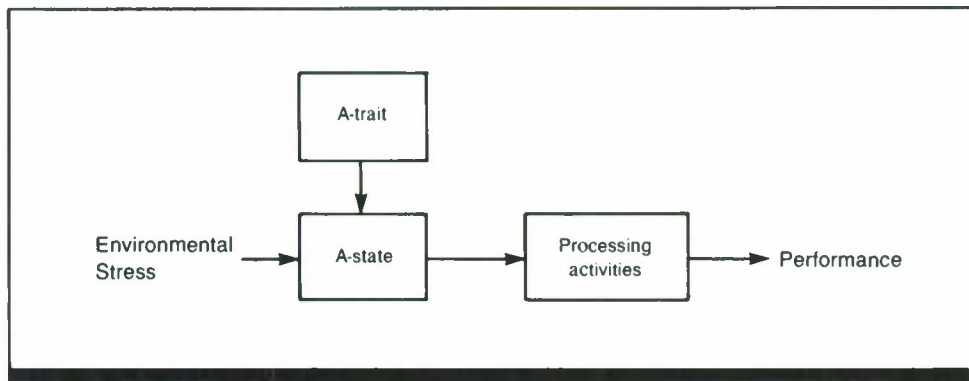 A-trait
Environmental
Stress
A-state
Processing
activities
Performance